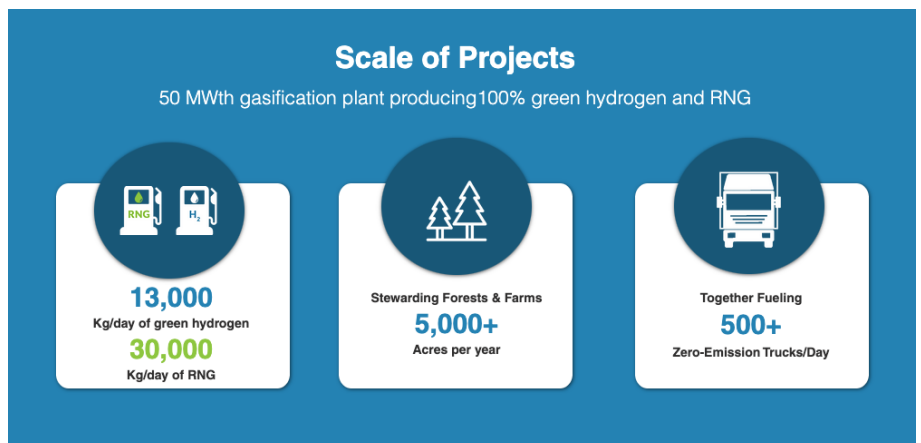 Scale of Projects
50 MWth gasification plant producing100% green hydrogen and RNG
RNG
H2
13,000
Kg/day of green hydrogen
30,000
Kg/day of RNG
Stewarding Forests & Farms
5,000+
Acres per year
Together Fueling
500+
Zero-Emission Trucks/Day